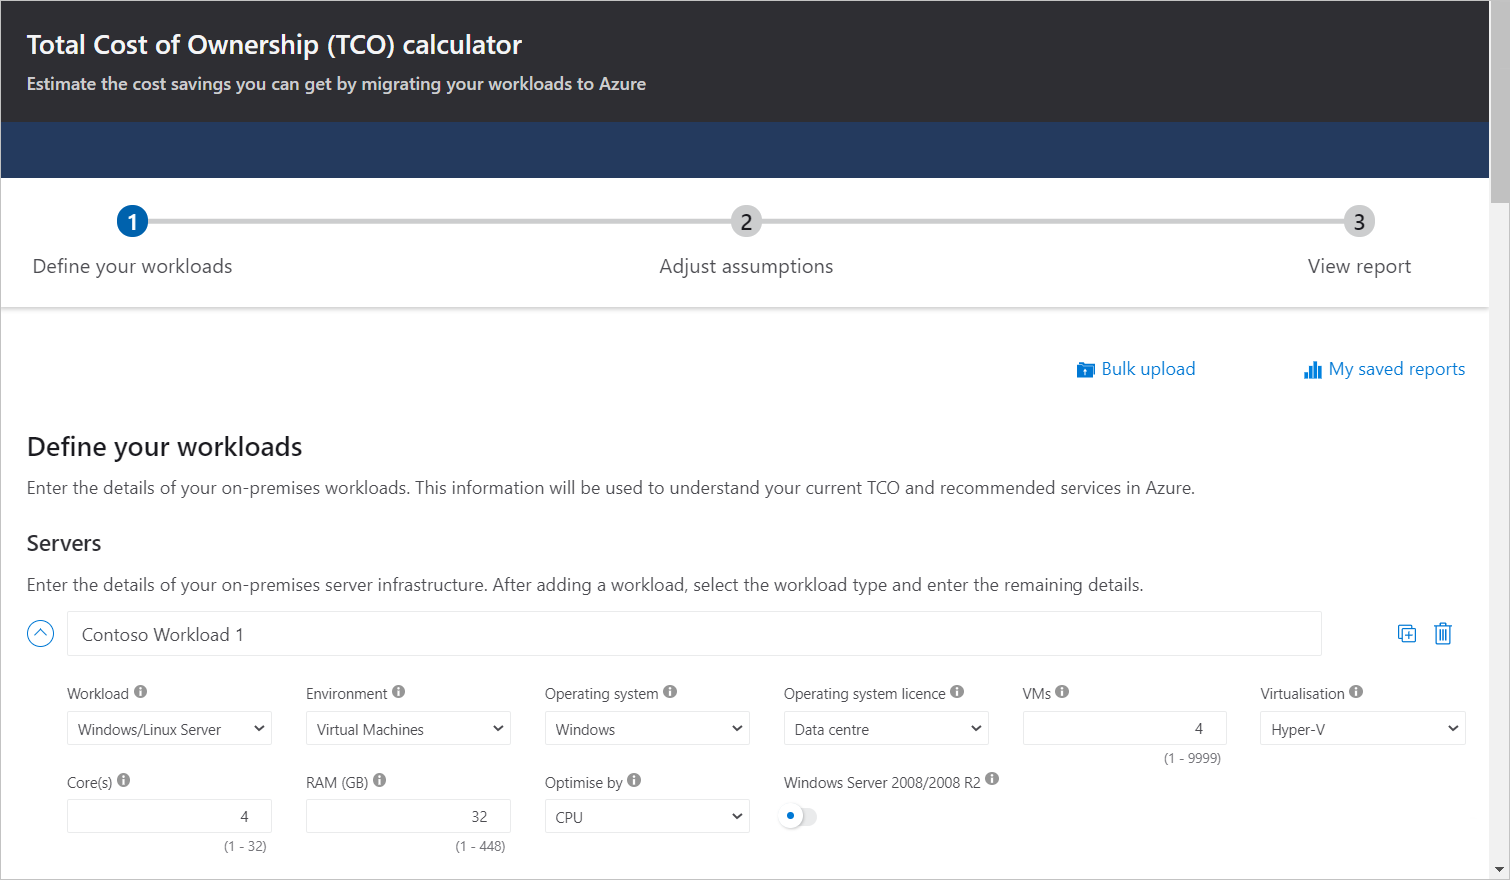 Total Cost of Ownership (TCO) calculator
Estimate the cost savings you can get by migrating your workloads to Azure
1 2 3
Define your workloads Adjust assumptions View report
Bulk upload My saved reports
Define your workloads
Enter the details of your on-premises workloads. This information will be used to understand your current TCO and recommended services in Azure.
Servers
Enter the details of your on-premises server infrastructure. After adding a workload, select the workload type and enter the remaining details.
Contoso Workload 1
Workload Environment Operating system Operating system licence VMs Virtualisation
Windows/Linux Server Virtual Machines Windows Data centre 4 Hyper-V
(1 - 9999)
Core(s) RAM (GB) Optimise by Windows Server 2008/2008 R2
4 32 CPU
(1 - 32) (1 - 448)